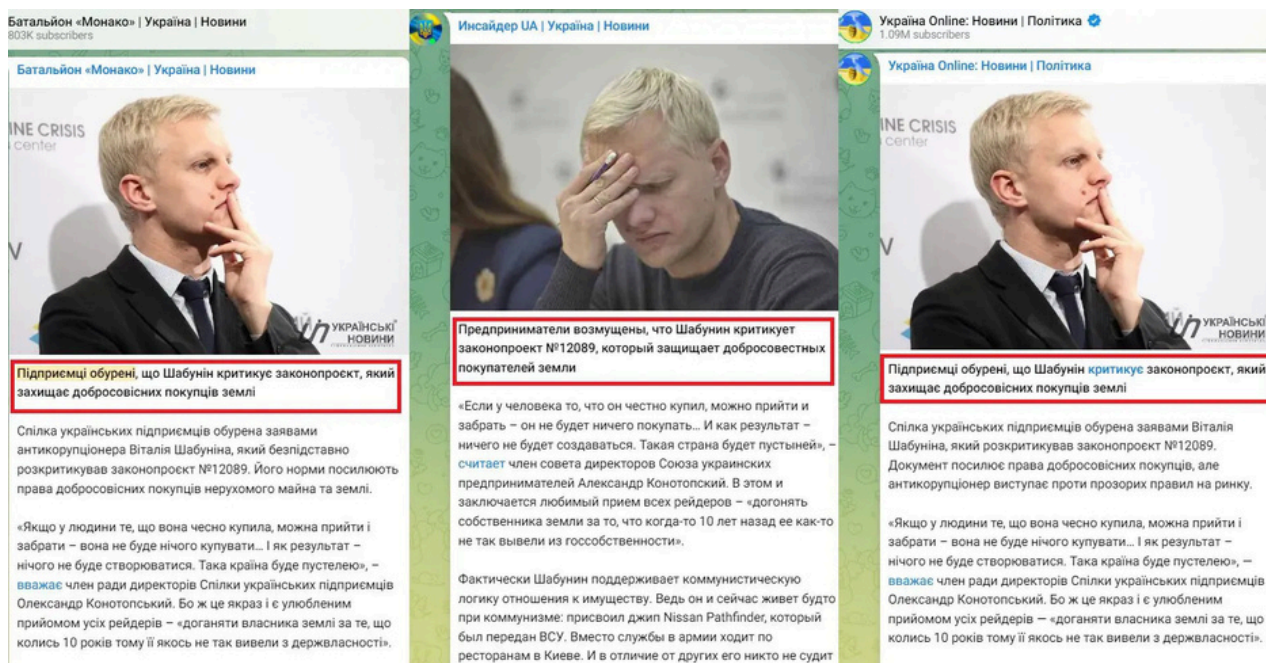 Батальйон «Монако» | Україна | Новини
803K subscribers
Батальйон «Монако» | Україна | Новини
INE CRISIS
center
УКРАЇНСЬКІ
НОВИНИ
Підприємці обурені, що Шабунін критикує законопроєкт, який
захищає добросовісних покупців землі
Спілка українських підприємців обурена заявами
антикорупціонера Віталія Шабуніна, який безпідставно
розкритикував законопроєкт №12089. Його норми посилюють
права добросовісних покупців нерухомого майна та землі.
«Якщо у людини те, що вона чесно купила, можна прийти і
забрати – вона не буде нічого купувати... І як результат –
нічого не буде створюватися. Така країна буде пустелею», –
вважає член ради директорів Спілки українських підприємців
Олександр Конотопський. Бо ж це якраз і є улюбленим
прийомом усіх рейдерів – «доганяти власника землі за те, що
колись 10 років тому її якось не так вивели з держвласності».
Инсайдер UA | Україна | Новини
Предприниматели возмущены, что Шабунин критикует
законопроект №12089, который защищает добросовестных
покупателей земли
«Если у человека то, что он честно купил, можно прийти и
забрать – он не будет ничего покупать... И как результат –
ничего не будет создаваться. Такая страна будет пустыней», –
считает член совета директоров Союза украинских
предпринимателей Александр Конотопский. В этом и
заключается любимый прием всех рейдеров – «догонять
собственника земли за то, что когда-то 10 лет назад ее как-то
не так вывели из госсобственности».
Фактически Шабунин поддерживает коммунистическую
логику отношения к имуществу. Ведь он и сейчас живет будто
при коммунизме: присвоил джип Nissan Pathfinder, который
был передан ВСУ. Вместо службы в армии ходит по
ресторанам в Киеве. И в отличие от других его никто не судит
Україна Online: Новини | Політика
1.09M subscribers
Україна Online: Новини | Політика
INE CRISIS
center
УКРАЇНСЬКІ
НОВИНИ
Підприємці обурені, що Шабунін критикує законопроєкт, який
захищає добросовісних покупців землі
Спілка українських підприємців обурена заявами Віталія
Шабуніна, який розкритикував законопроєкт №12089.
Документ посилює права добросовісних покупців, але
антикорупціонер виступає проти прозорих правил на ринку.
«Якщо у людини те, що вона чесно купила, можна прийти і
забрати – вона не буде нічого купувати... І як результат –
нічого не буде створюватися. Така країна буде пустелею», —
вважає член ради директорів Спілки українських підприємців
Олександр Конотопський. Бо ж це якраз і є улюбленим
прийомом усіх рейдерів — «доганяти власника землі за те, що
колись 10 років тому її якось не так вивели з держвласності».